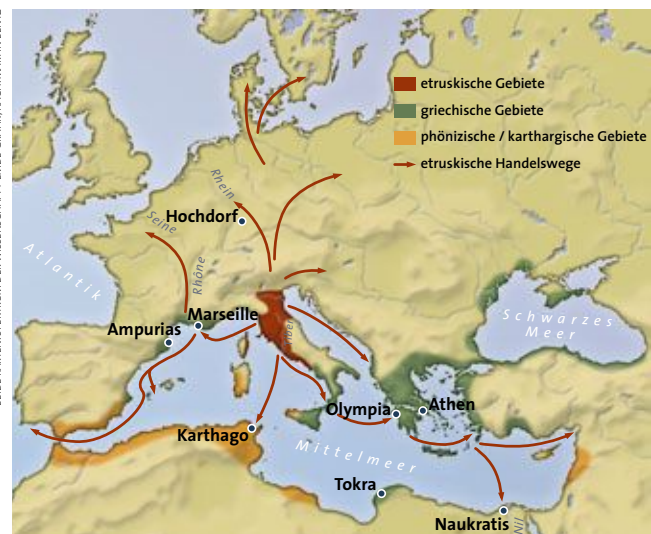 etruskische Gebiete
griechische Gebiete
phönizische / karthargische Gebiete
etruskische Handelswege
Rhein
Hochdorf
Seine
Atlantik
Rhône
Marseille
Ampurias
Schwarzes
Meer
Olympia
Athen
Karthago
Mittelmeer
Tokra
Naukratis
Nil